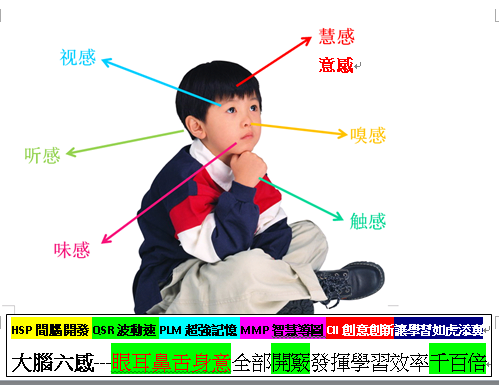 慧感
意感
视感
嗅感
听感
触感
味感
HSP 間腦開發 QSR 波動速 PLM 超強記憶 MMP 智慧導圖 CII 創意創新 讓學習如虎添翼
大腦六感---眼耳鼻舌身意全部開竅發揮學習效率千百倍